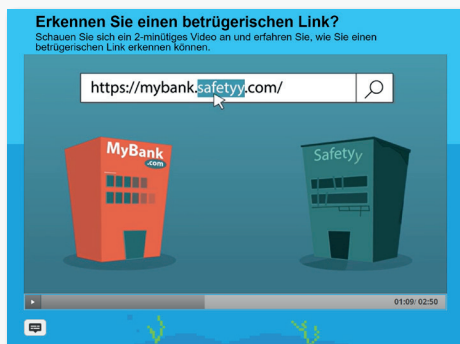 Erkennen Sie einen betrügerischen Link?
Schauen Sie sich ein 2-minütiges Video an und erfahren Sie, wie Sie einen
betrügerischen Link erkennen können.
https://mybank.safetyy.com/
MyBank
.com
Safetyy
01:09/ 02:50